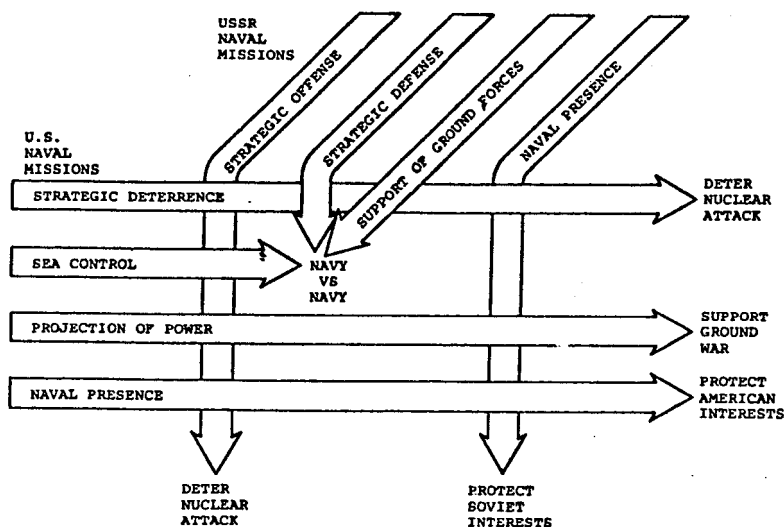 USSR
NAVAL
MISSIONS
STRATEGIC OFFENSE
STRATEGIC DEFENSE
SUPPORT OF GROUND FORCES
NAVAL PRESENCE
U.S.
NAVAL
MISSIONS
STRATEGIC DETERRENCE
DETER
NUCLEAR
ATTACK
SEA CONTROL
NAVY
VS
NAVY
PROJECTION OF POWER
SUPPORT
GROUND
WAR
NAVAL PRESENCE
PROTECT
AMERICAN
INTERESTS
DETER
NUCLEAR
ATTACK
PROTECT
SOVIET
INTERESTS